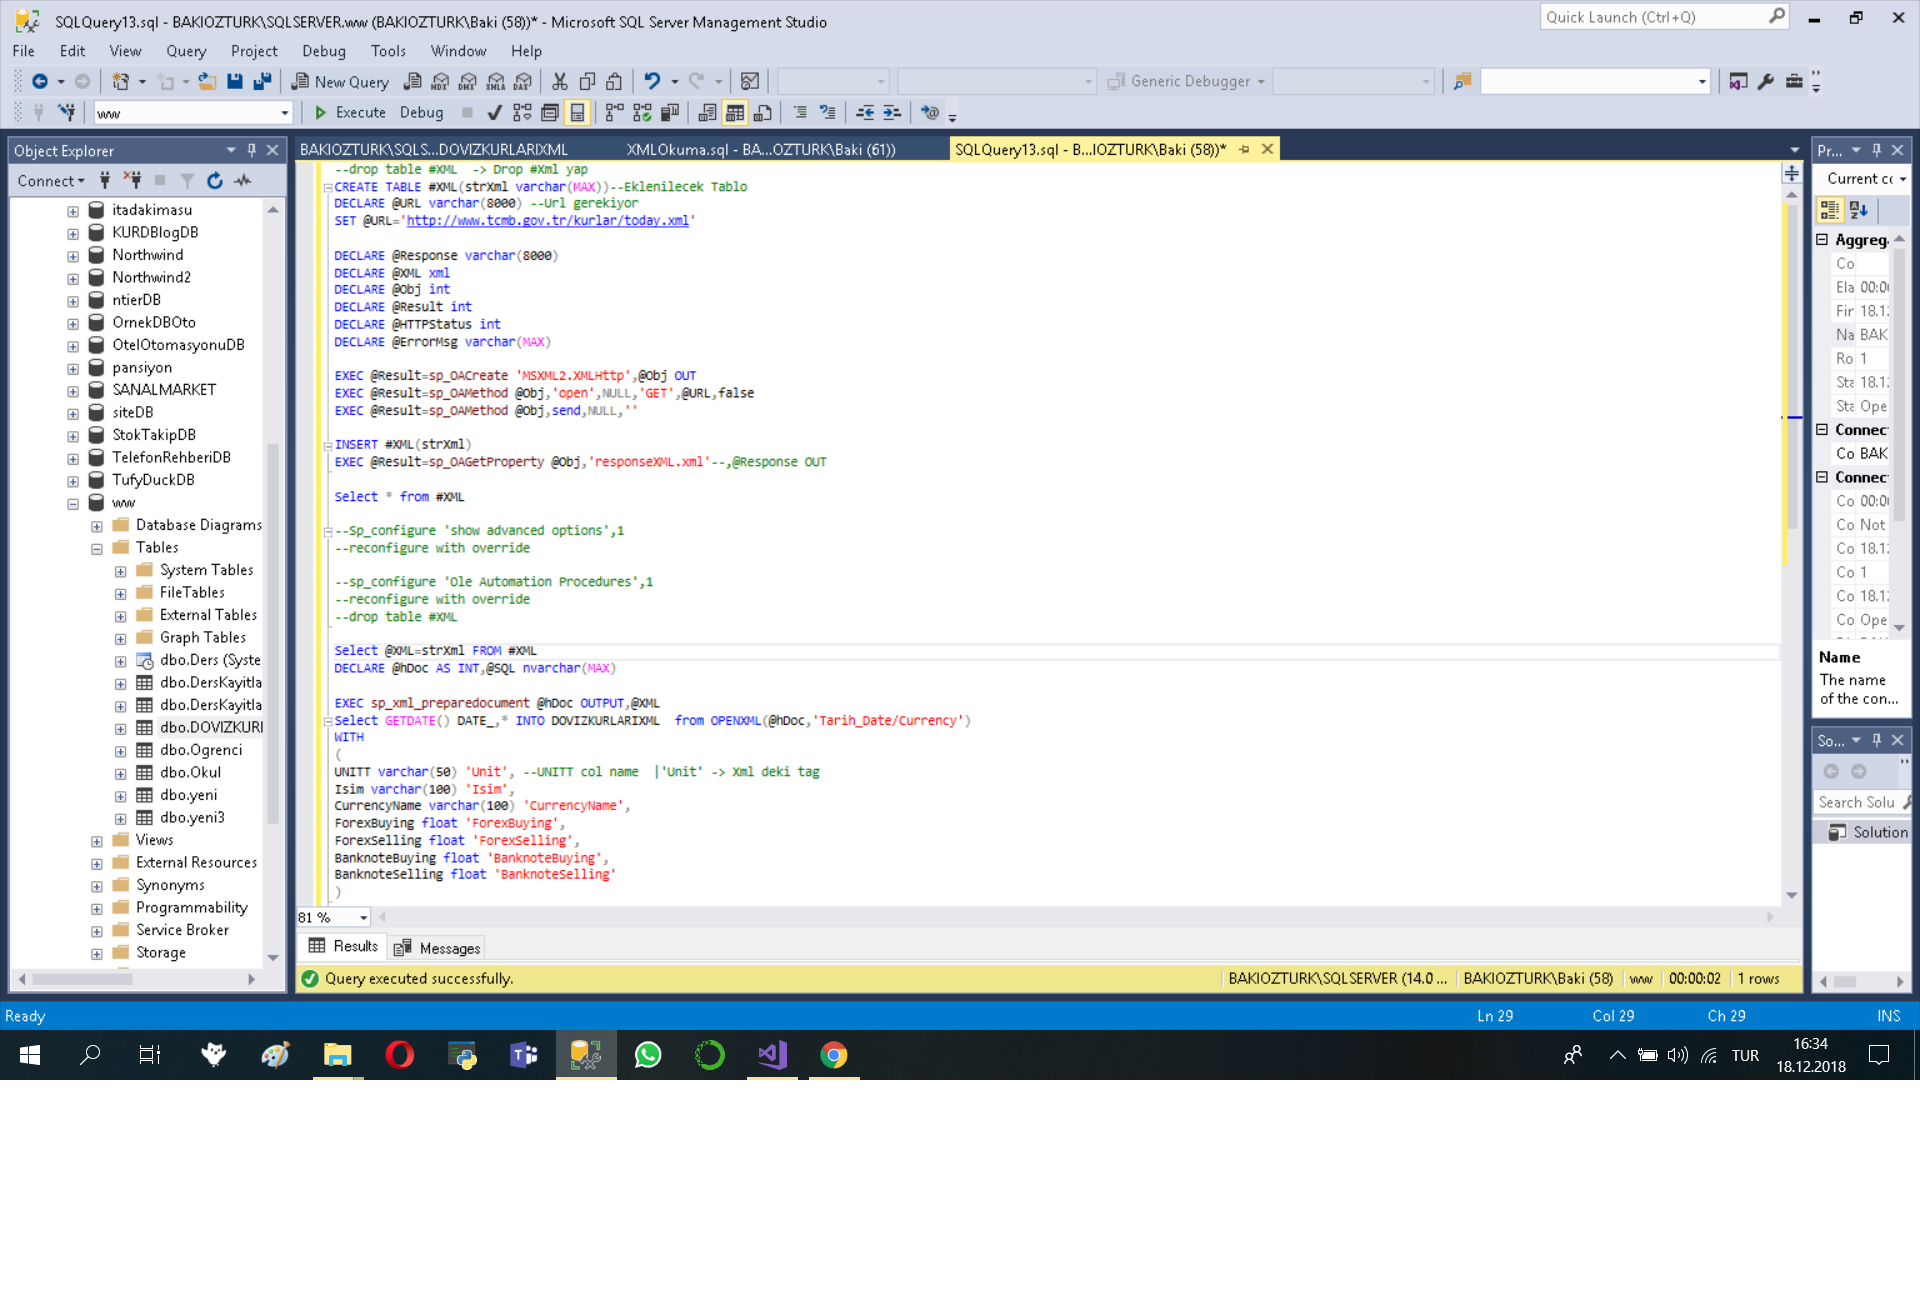 SQLQuery13.sql - BAKIOZTURK\SQLSERVER.ww (BAKIOZTURK\Baki (58))* - Microsoft SQL Server Management Studio
Quick Launch (Ctrl+Q)
File Edit View Query Project Debug Tools Window Help
New Query
MDX DMX XMLA DAX
Generic Debugger
ww
Execute Debug
Object Explorer
Connect
itadakimasu
KURDBlogDB
Northwind
Northwind2
ntierDB
OrnekDBOto
OtelOtomasyonuDB
pansiyon
SANALMARKET
siteDB
StokTakipDB
TelefonRehberiDB
TufyDuckDB
ww
Database Diagrams
Tables
System Tables
FileTables
External Tables
Graph Tables
dbo.Ders (Syste
dbo.DersKayitla
dbo.DersKayitla
dbo.DOVIZKURI
dbo.Ogrenci
dbo.Okul
dbo.yeni
dbo.yeni3
Views
External Resources
Synonyms
Programmability
Service Broker
Storage
BAKIOZTURK\SQLS...DOVIZKURLARIXML
XMLOkuma.sql - BA...OZTURK\Baki (61))
SQLQuery13.sql - B...IOZTURK\Baki (58))*
--drop table #XML  -> Drop #Xml yap
CREATE TABLE #XML(strXml varchar(MAX))--Eklenilecek Tablo
DECLARE @URL varchar(8000) --Url gerekiyor
SET @URL='http://www.tcmb.gov.tr/kurlar/today.xml'
DECLARE @Response varchar(8000)
DECLARE @XML xml
DECLARE @Obj int
DECLARE @Result int
DECLARE @HTTPStatus int
DECLARE @ErrorMsg varchar(MAX)
EXEC @Result=sp_OACreate 'MSXML2.XMLHttp',@Obj OUT
EXEC @Result=sp_OAMethod @Obj,'open',NULL,'GET',@URL,false
EXEC @Result=sp_OAMethod @Obj,send,NULL,''
INSERT #XML(strXml)
EXEC @Result=sp_OAGetProperty @Obj,'responseXML.xml'--,@Response OUT
Select * from #XML
--Sp_configure 'show advanced options',1
--reconfigure with override
--sp_configure 'Ole Automation Procedures',1
--reconfigure with override
--drop table #XML
Select @XML=strXml FROM #XML
DECLARE @hDoc AS INT,@SQL nvarchar(MAX)
EXEC sp_xml_preparedocument @hDoc OUTPUT,@XML
Select GETDATE() DATE_,* INTO DOVIZKURLARIXML  from OPENXML(@hDoc,'Tarih_Date/Currency')
WITH
(
UNITT varchar(50) 'Unit', --UNITT col name  |'Unit' -> Xml deki tag
Isim varchar(100) 'Isim',
CurrencyName varchar(100) 'CurrencyName',
ForexBuying float 'ForexBuying',
ForexSelling float 'ForexSelling',
BanknoteBuying float 'BanknoteBuying',
BanknoteSelling float 'BanknoteSelling'
)
81 %
Results Messages
Query executed successfully.
BAKIOZTURK\SQLSERVER (14.0 ... BAKIOZTURK\Baki (58) ww 00:00:02 1 rows
Pr...
Current cc
Aggreg
Co
Ela 00:0
Fir 18.1
Na BAK
Ro 1
Sta 18.1
Sta Ope
Connec
Co BAK
Connec
Co 00:0
Co Not
Co 18.1
Co 1
Co 18.1
Co Ope
Name
The name
of the con...
So...
Search Solu
Solution
Ready
Ln 29 Col 29 Ch 29 INS
TUR
16:34
18.12.2018